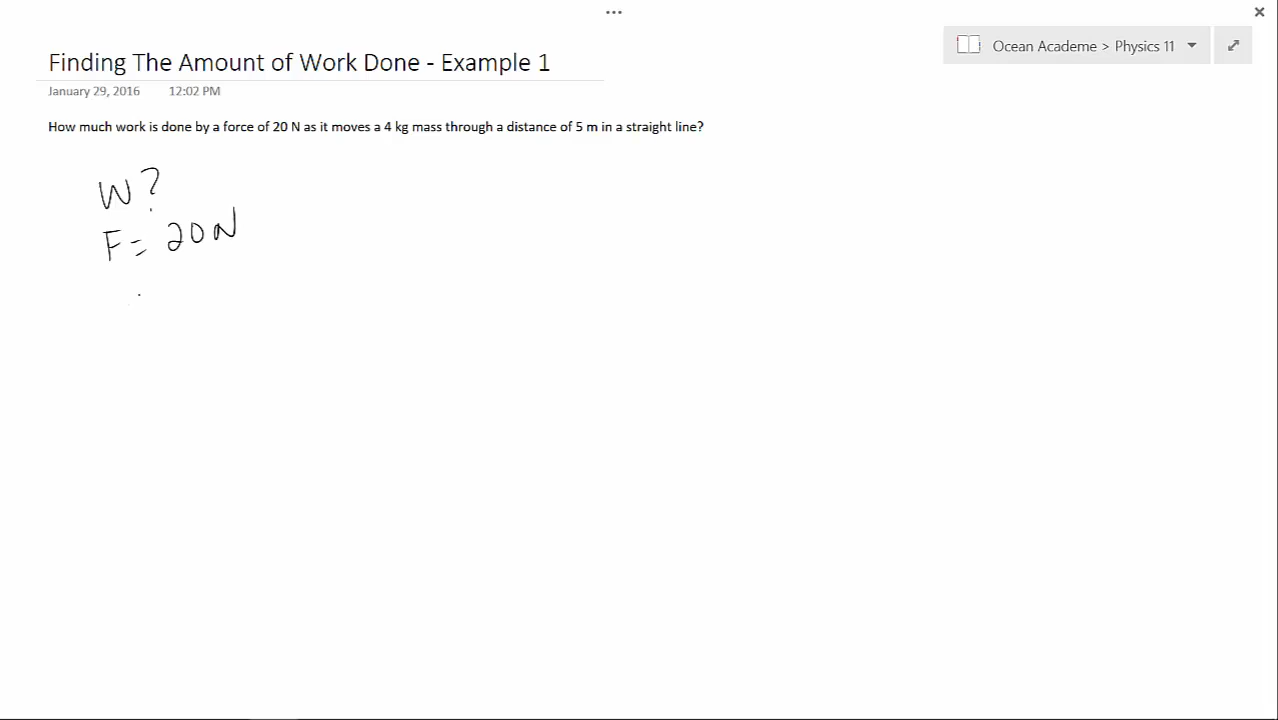 Ocean Academe > Physics 11
Finding The Amount of Work Done - Example 1
January 29, 2016 12:02 PM
How much work is done by a force of 20 N as it moves a 4 kg mass through a distance of 5 m in a straight line?
W?
F = 20 N